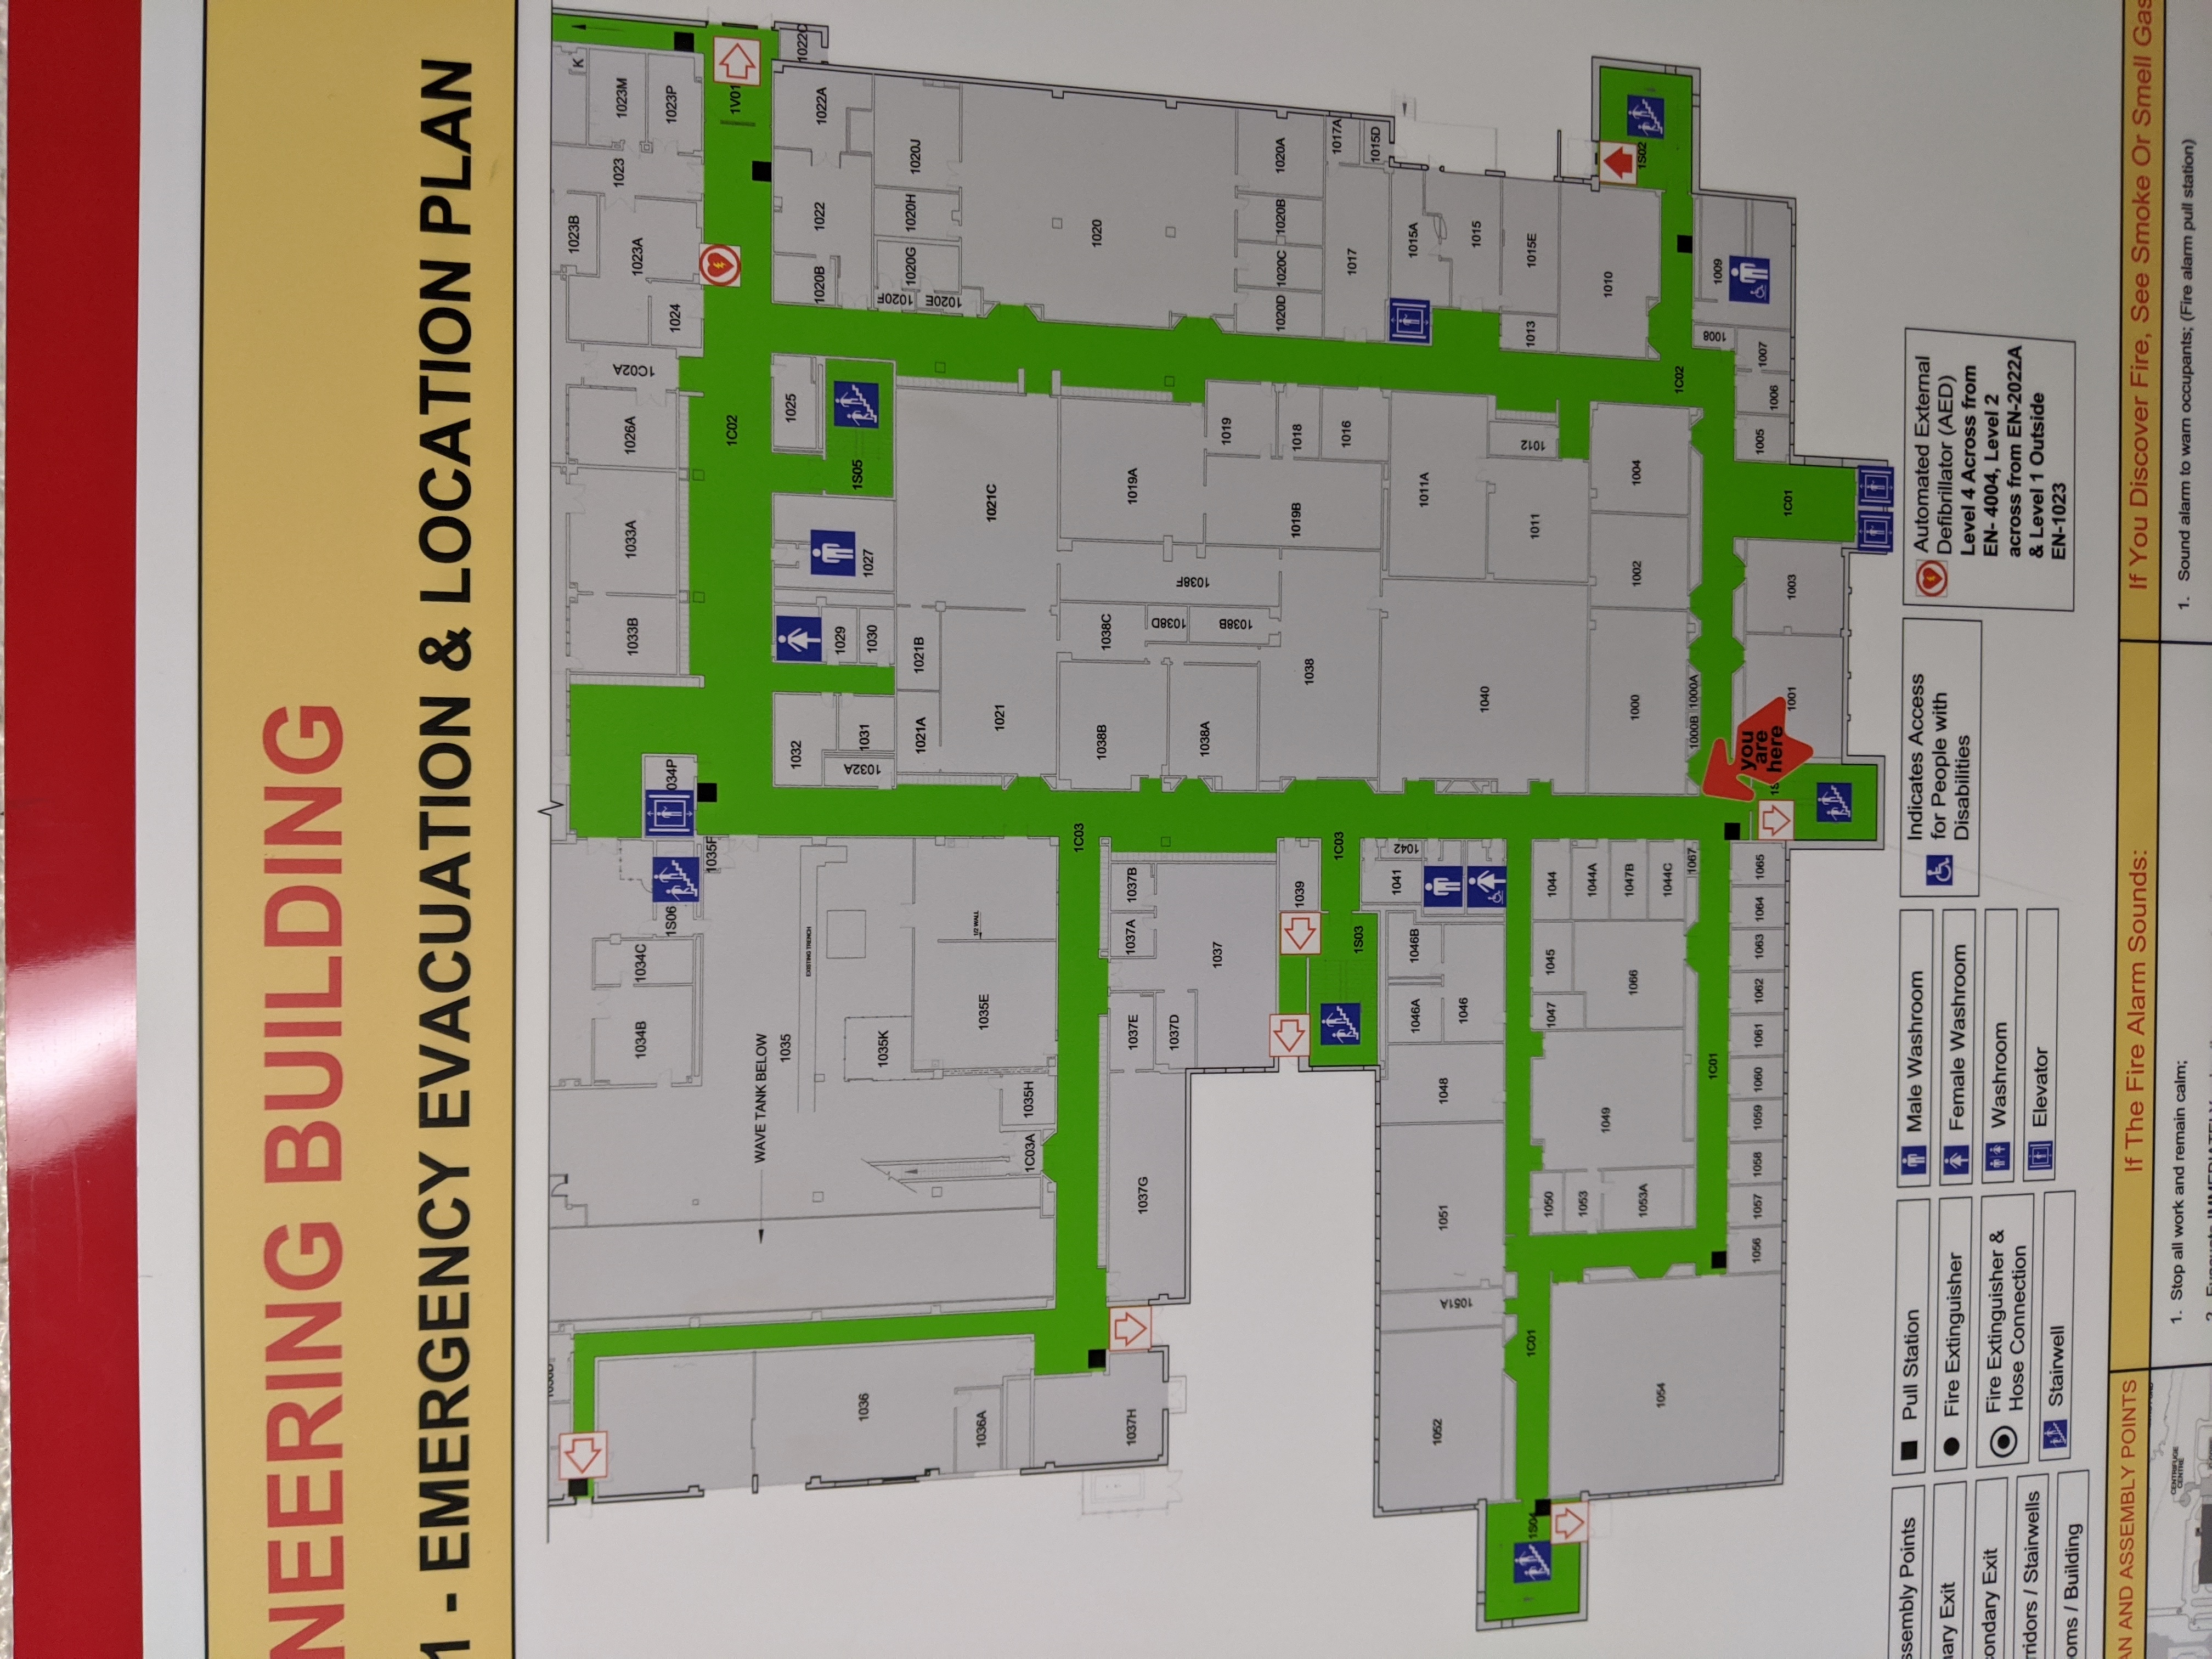 NEERING BUILDING
1 - EMERGENCY EVACUATION & LOCATION PLAN
1023B
K
1034B
1034C
1033B
1033A
1026A
1C02A
1023A
1023
1023M
1S06
034P
1024
1023P
1035F
1C02
1V01
WAVE TANK BELOW
1035
EXISTING TRENCH
1032
1025
1022C
1020B
1022
1022A
1036
1035K
1032A
1031
1029
1030
1027
1S05
1020F
1020G
1020H
1020J
1021A
1021B
1020E
1036A
1035E
1/2 WALL
1021
1021C
1C03A
1035H
1C03
1020
1037H
1037G
1037E
1037A
1037B
1038B
1038C
1019A
1037D
1038D
1038F
1037
1038A
1038B
1019
1039
1038
1019B
1018
1020D
1020C
1020B
1020A
1S03
1C03
1016
1017
1017A
1015D
1052
1051A
1051
1048
1046A
1046B
1041
1042
1011A
1015A
1046
1040
1015
1S04
1C01
1011
1012
1013
1015E
1050
1047
1045
1044
1053
1044A
1049
1010
1053A
1066
1047B
1000
1002
1004
1S02
1054
1044C
1C02
1067
1000B
1000A
1C01
1008
1009
1056
1057
1058
1059
1060
1061
1062
1063
1064
1065
you
are
here
1S
1001
1003
1C01
1005
1006
1007
ssembly Points
Pull Station
Male Washroom
Indicates Access
for People with
Disabilities
Automated External
Defibrillator (AED)
Level 4 Across from
EN- 4004, Level 2
across from EN-2022A
& Level 1 Outside
EN-1023
ary Exit
Fire Extinguisher
Female Washroom
ondary Exit
Fire Extinguisher &
Hose Connection
Washroom
rridors / Stairwells
Stairwell
Elevator
oms / Building
AN AND ASSEMBLY POINTS
If The Fire Alarm Sounds:
If You Discover Fire, See Smoke Or Smell Gas
CENTRIFUGE
CENTRE
1. Stop all work and remain calm;
1. Sound alarm to warn occupants; (Fire alarm pull station)